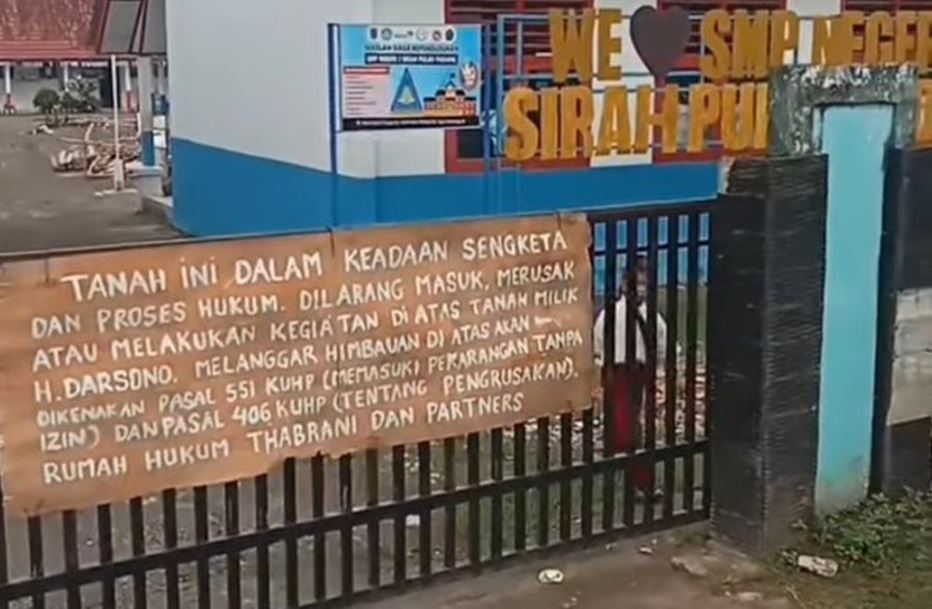 WE ❤ SMP NEGER
SIRAH PU
TANAH INI DALAM KEADAAN SENGKETA
DAN PROSES HUKUM. DILARANG MASUK, MERUSAK
ATAU MELAKUKAN KEGIATAN DI ATAS TANAH MILIK
H. DARSONO. MELANGGAR HIMBAUAN DI ATAS AKAN
DIKENAKAN PASAL 551 KUHP (MEMASUKI PEKARANGAN TANPA
IZIN) DAN PASAL 406 KUHP (TENTANG PENGRUSAKAN).
RUMAH HUKUM THABRANI DAN PARTNERS